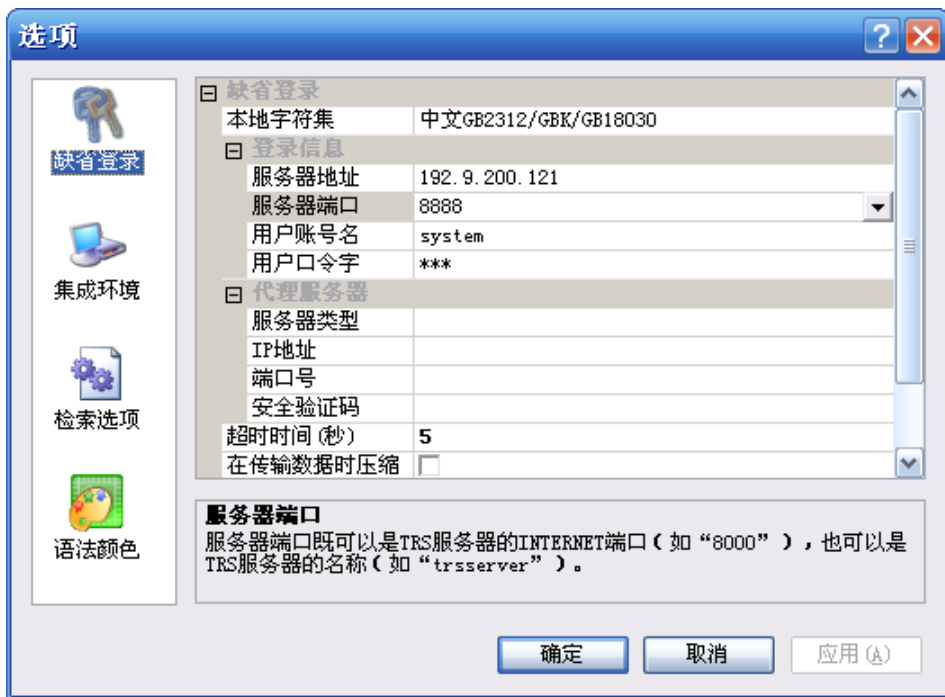 选项
缺省登录
集成环境
检索选项
语法颜色
缺省登录
本地字符集 中文GB2312/GBK/GB18030
登录信息
服务器地址 192.9.200.121
服务器端口 8888
用户账号名 system
用户口令字 ***
代理服务器
服务器类型
IP地址
端口号
安全验证码
超时时间(秒) 5
在传输数据时压缩
服务器端口
服务器端口既可以是TRS服务器的INTERNET端口(如“8000”),也可以是
TRS服务器的名称(如“trsserver”)。
确定 取消 应用(A)